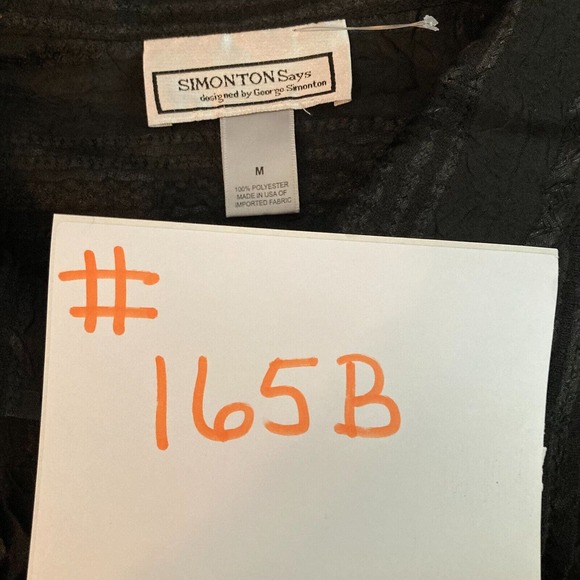 SIMONTON Says
designed by George Simonton
M
100% POLYESTER
MADE IN USA OF
IMPORTED FABRIC
#
165B